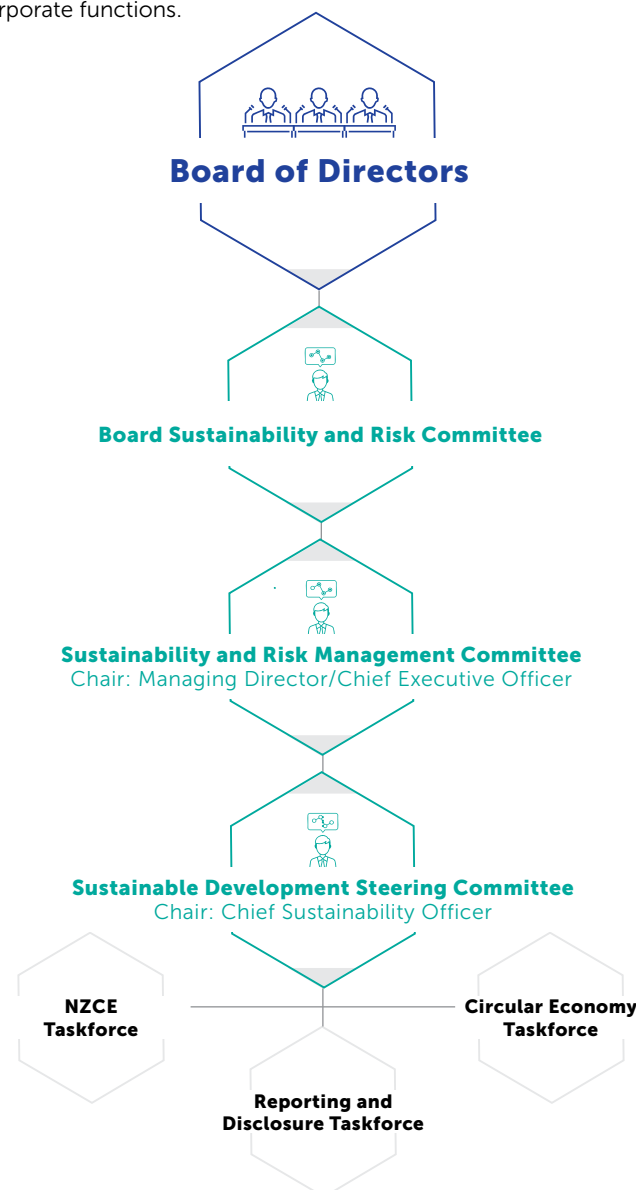 rporate functions.
Board of Directors
Board Sustainability and Risk Committee
Sustainability and Risk Management Committee
Chair: Managing Director/Chief Executive Officer
Sustainable Development Steering Committee
Chair: Chief Sustainability Officer
NZCE
Taskforce
Circular Economy
Taskforce
Reporting and
Disclosure Taskforce